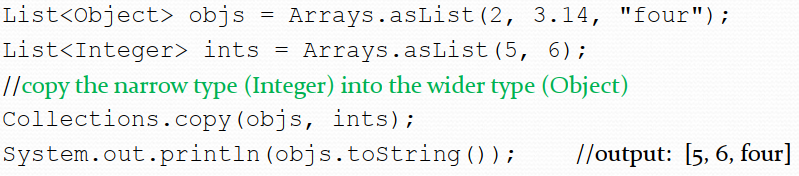 List<Object> objs = Arrays.asList(2, 3.14, "four");
List<Integer> ints = Arrays.asList(5, 6);
//copy the narrow type (Integer) into the wider type (Object)
Collections.copy(objs, ints);
System.out.println(objs.toString());    //output:  [5, 6, four]